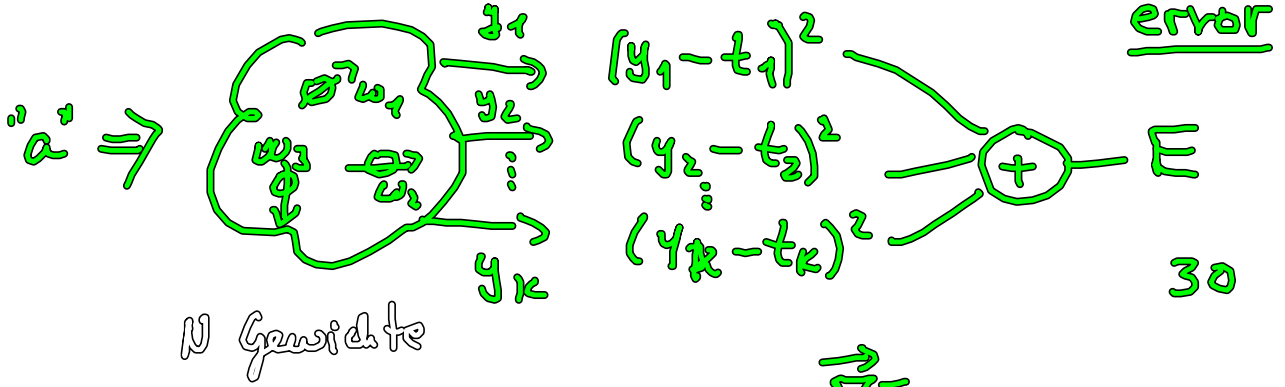 error
y₁ (y₁ - t₁)²
"a" ⇒ w₁ y₂ (y₂ - t₂)² + E
w₃ w₂ ⋮ ⋮
yₖ (yₖ - tₖ)² 30
N Gewichte